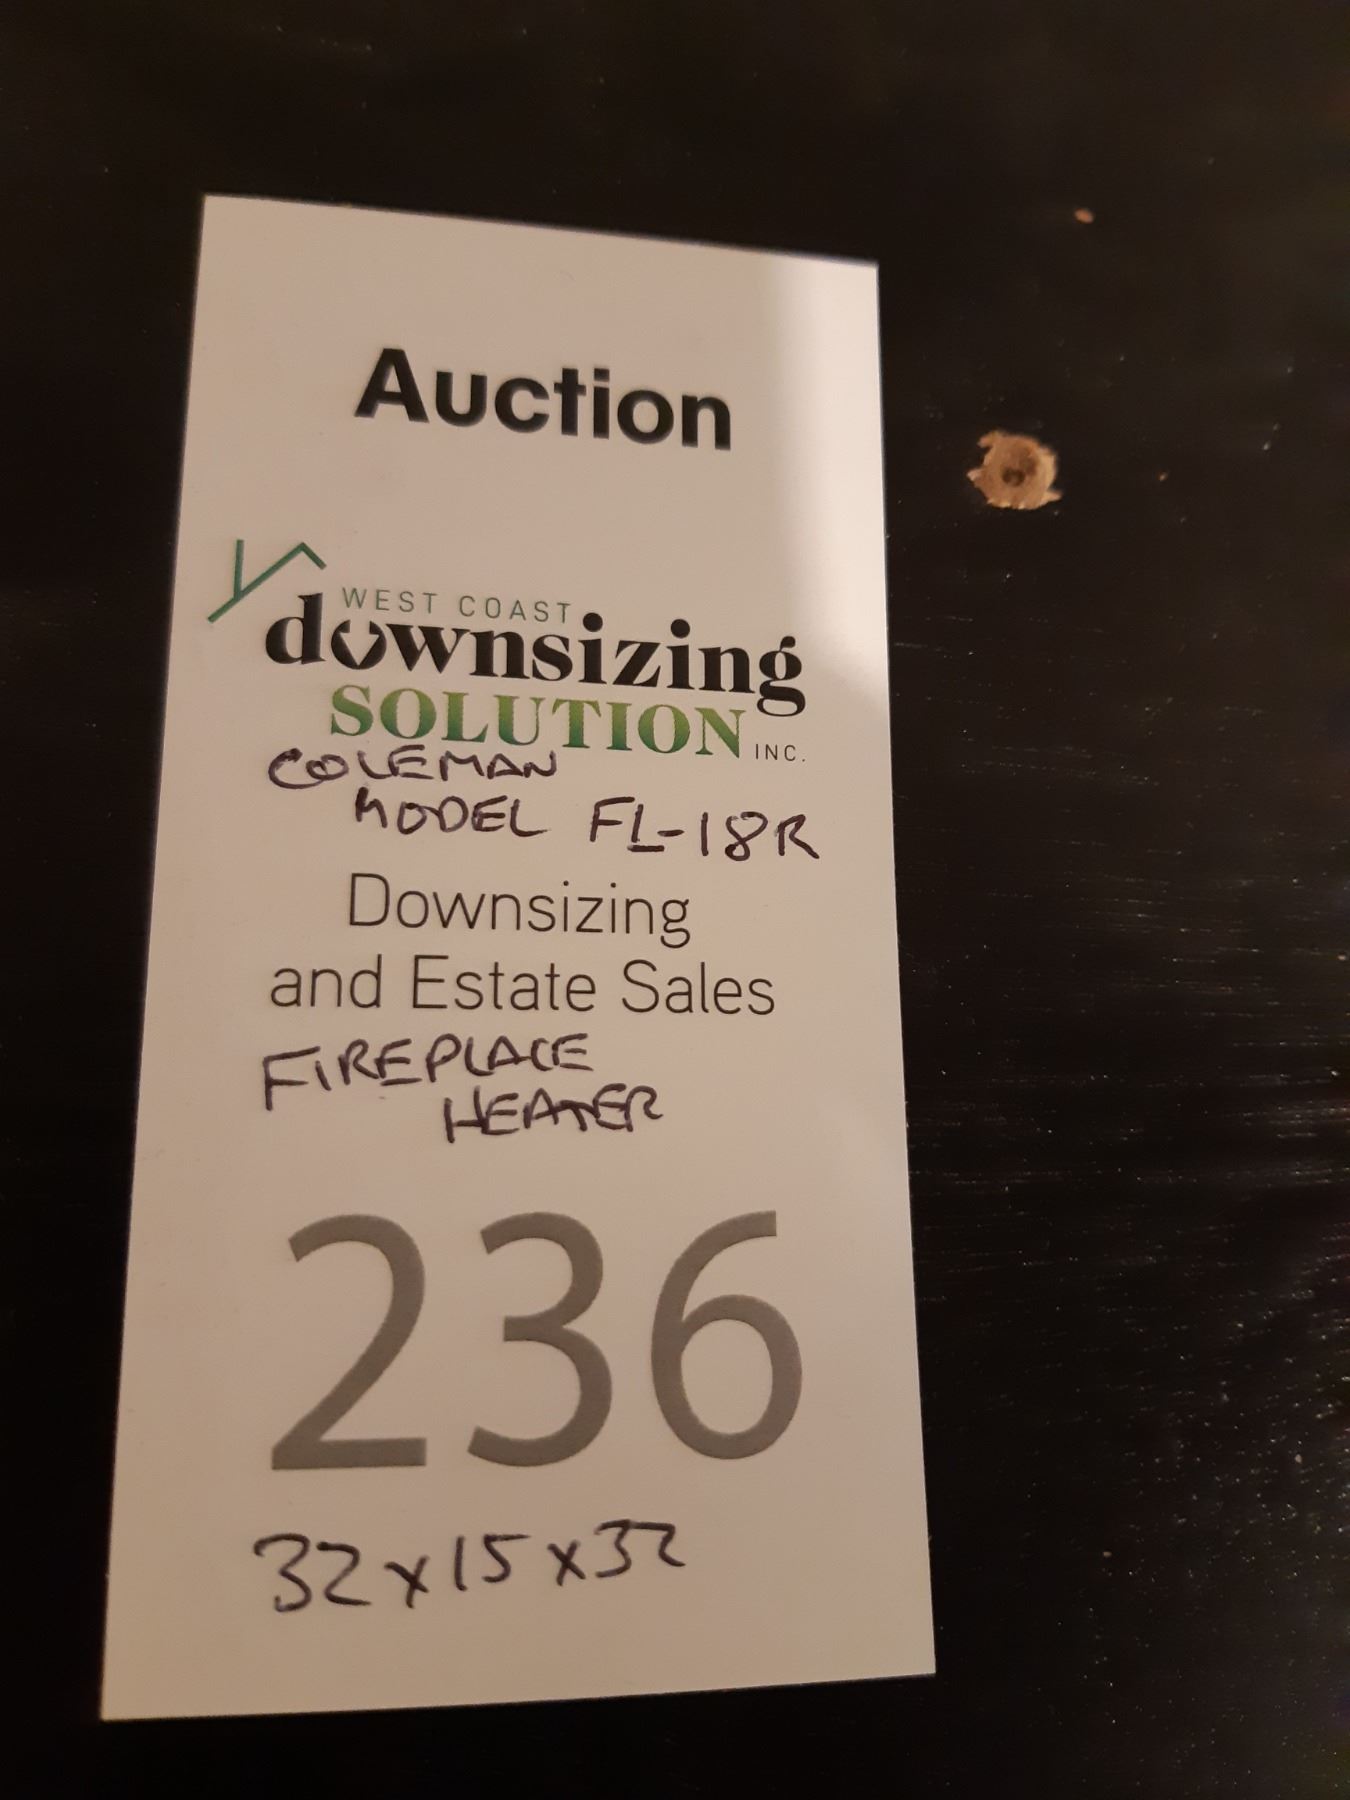 Auction
WEST COAST
downsizing
SOLUTION INC.
COLEMAN
MODEL FL-18R
Downsizing
and Estate Sales
FIREPLACE
HEATER
236
32x15x32